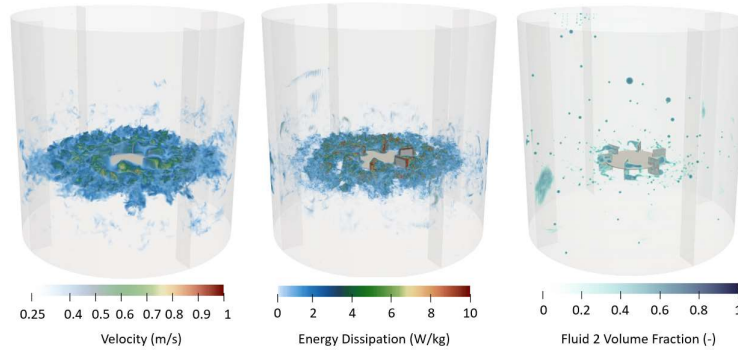 0.25 0.4 0.5 0.6 0.7 0.8 0.9 1
Velocity (m/s)
0 2 4 6 8 10
Energy Dissipation (W/kg)
0 0.2 0.4 0.6 0.8 1
Fluid 2 Volume Fraction (-)